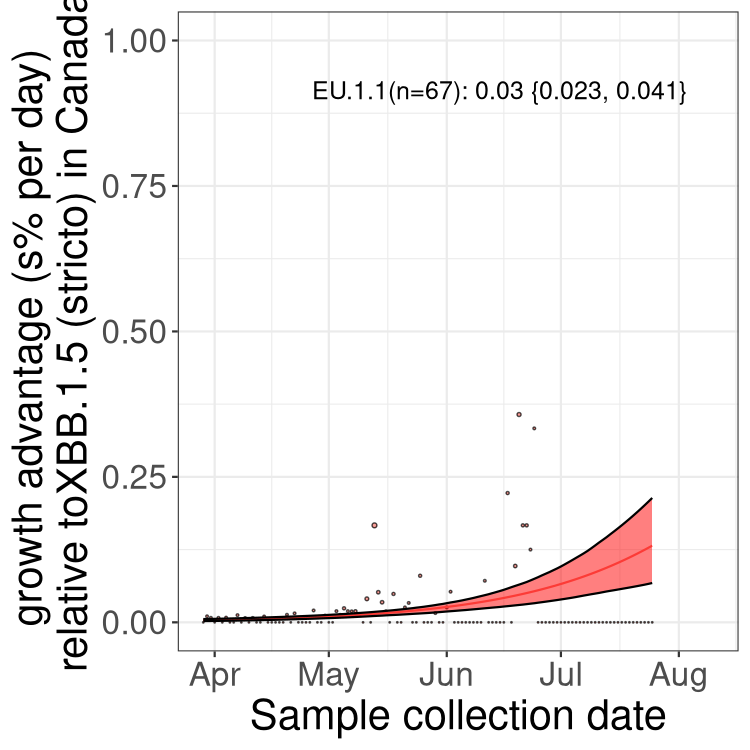 growth advantage (s% per day)
relative toXBB.1.5 (stricto) in Canada
1.00
0.75
0.50
0.25
0.00
EU.1.1(n=67): 0.03 {0.023, 0.041}
Apr May Jun Jul Aug
Sample collection date